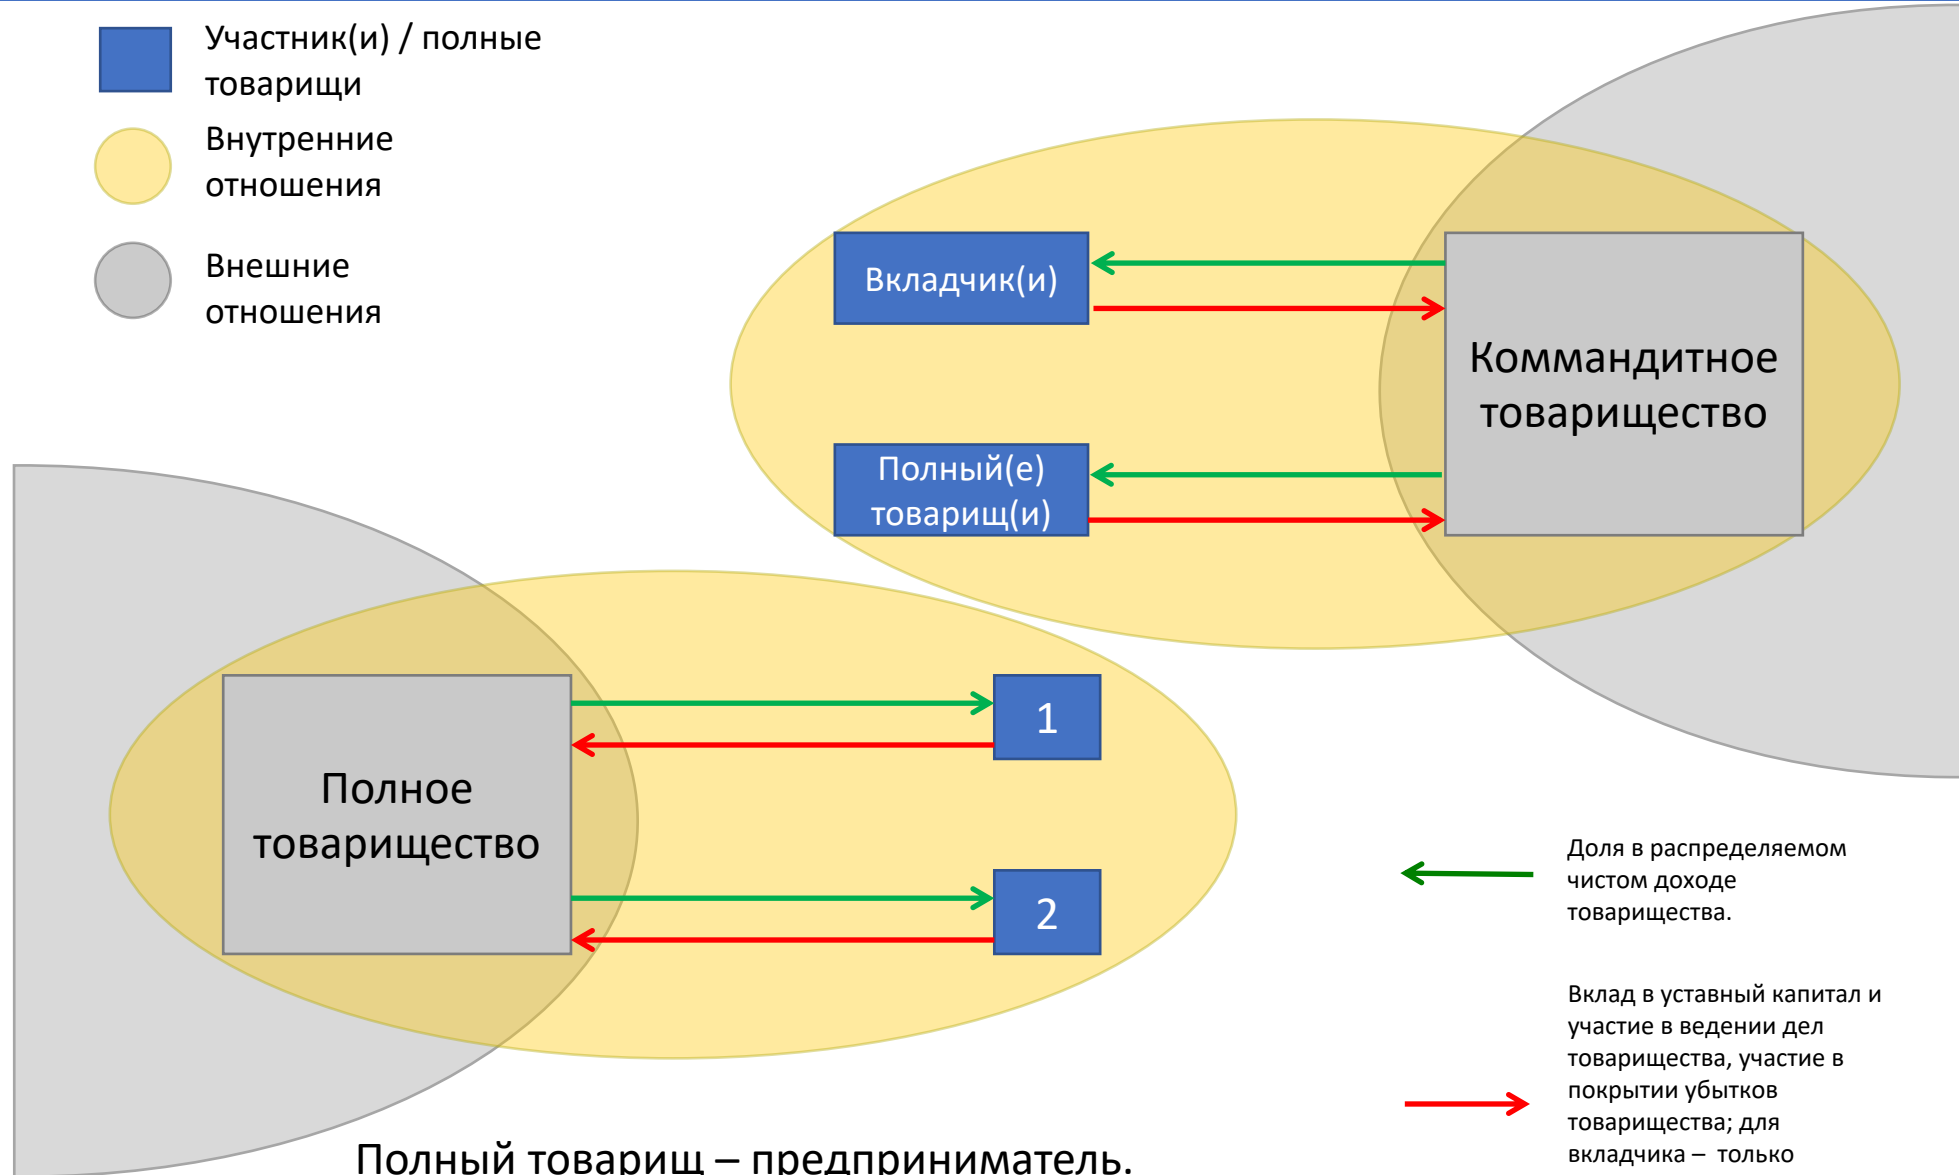 Участник(и) / полные
товарищи
Внутренние
отношения
Внешние
отношения
Вкладчик(и)
Коммандитное
товарищество
Полный(е)
товарищ(и)
1
Полное
товарищество
2
Доля в распределяемом
чистом доходе
товарищества.
Вклад в уставный капитал и
участие в ведении дел
товарищества, участие в
покрытии убытков
товарищества; для
вкладчика – только
Полный товарищ – предприниматель.